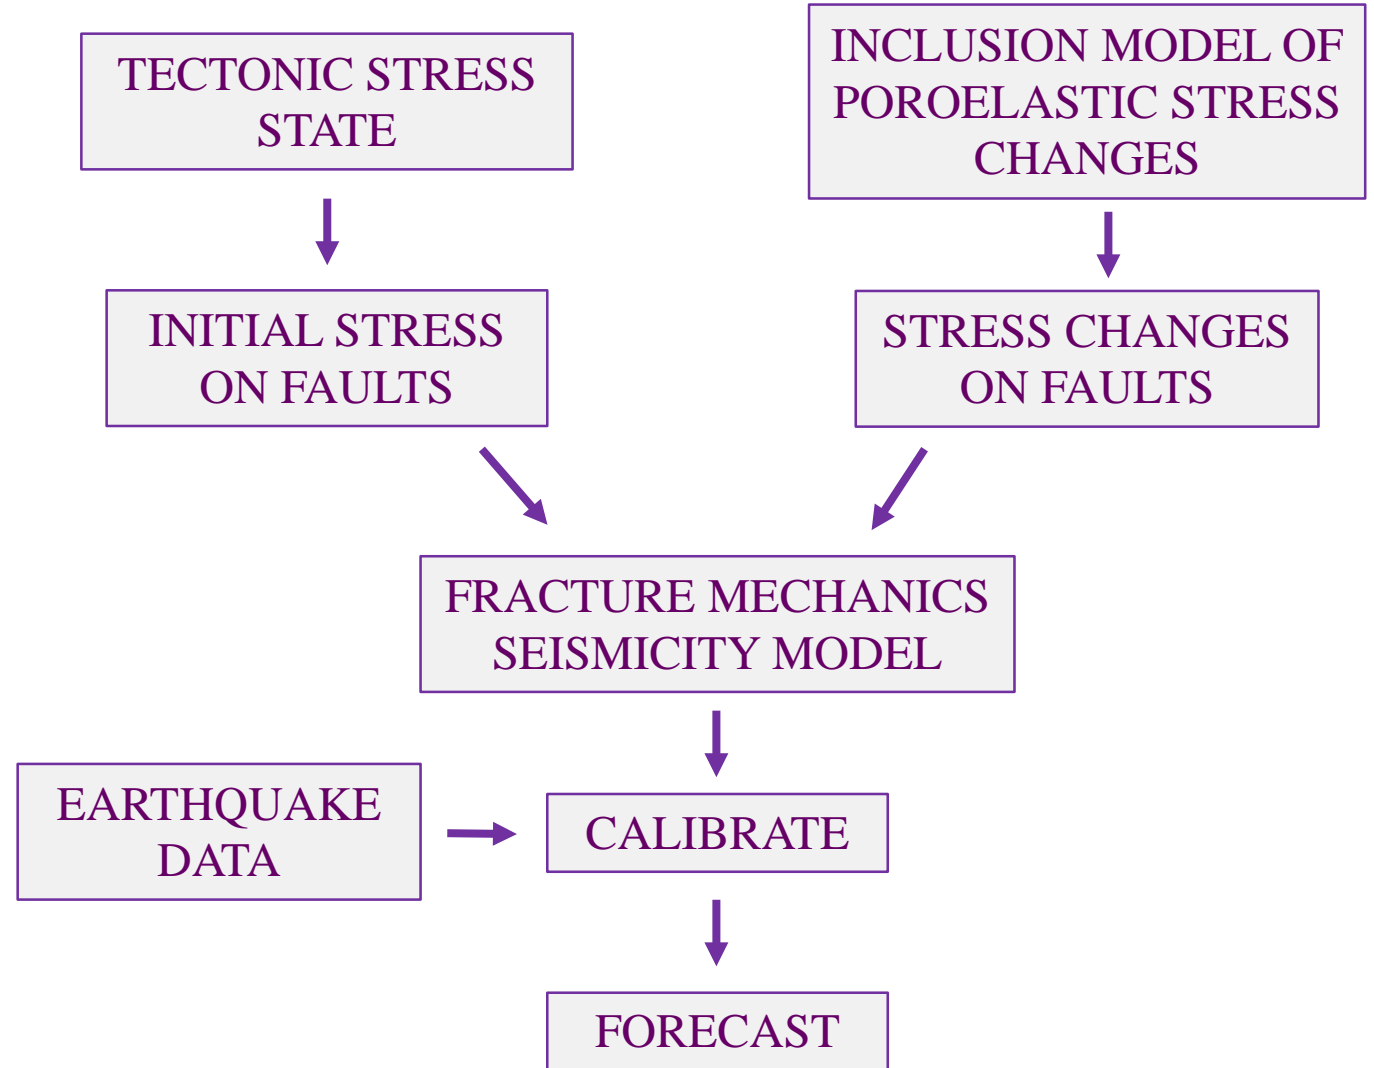 TECTONIC STRESS
STATE
INCLUSION MODEL OF
POROELASTIC STRESS
CHANGES
INITIAL STRESS
ON FAULTS
STRESS CHANGES
ON FAULTS
FRACTURE MECHANICS
SEISMICITY MODEL
EARTHQUAKE
DATA
CALIBRATE
FORECAST